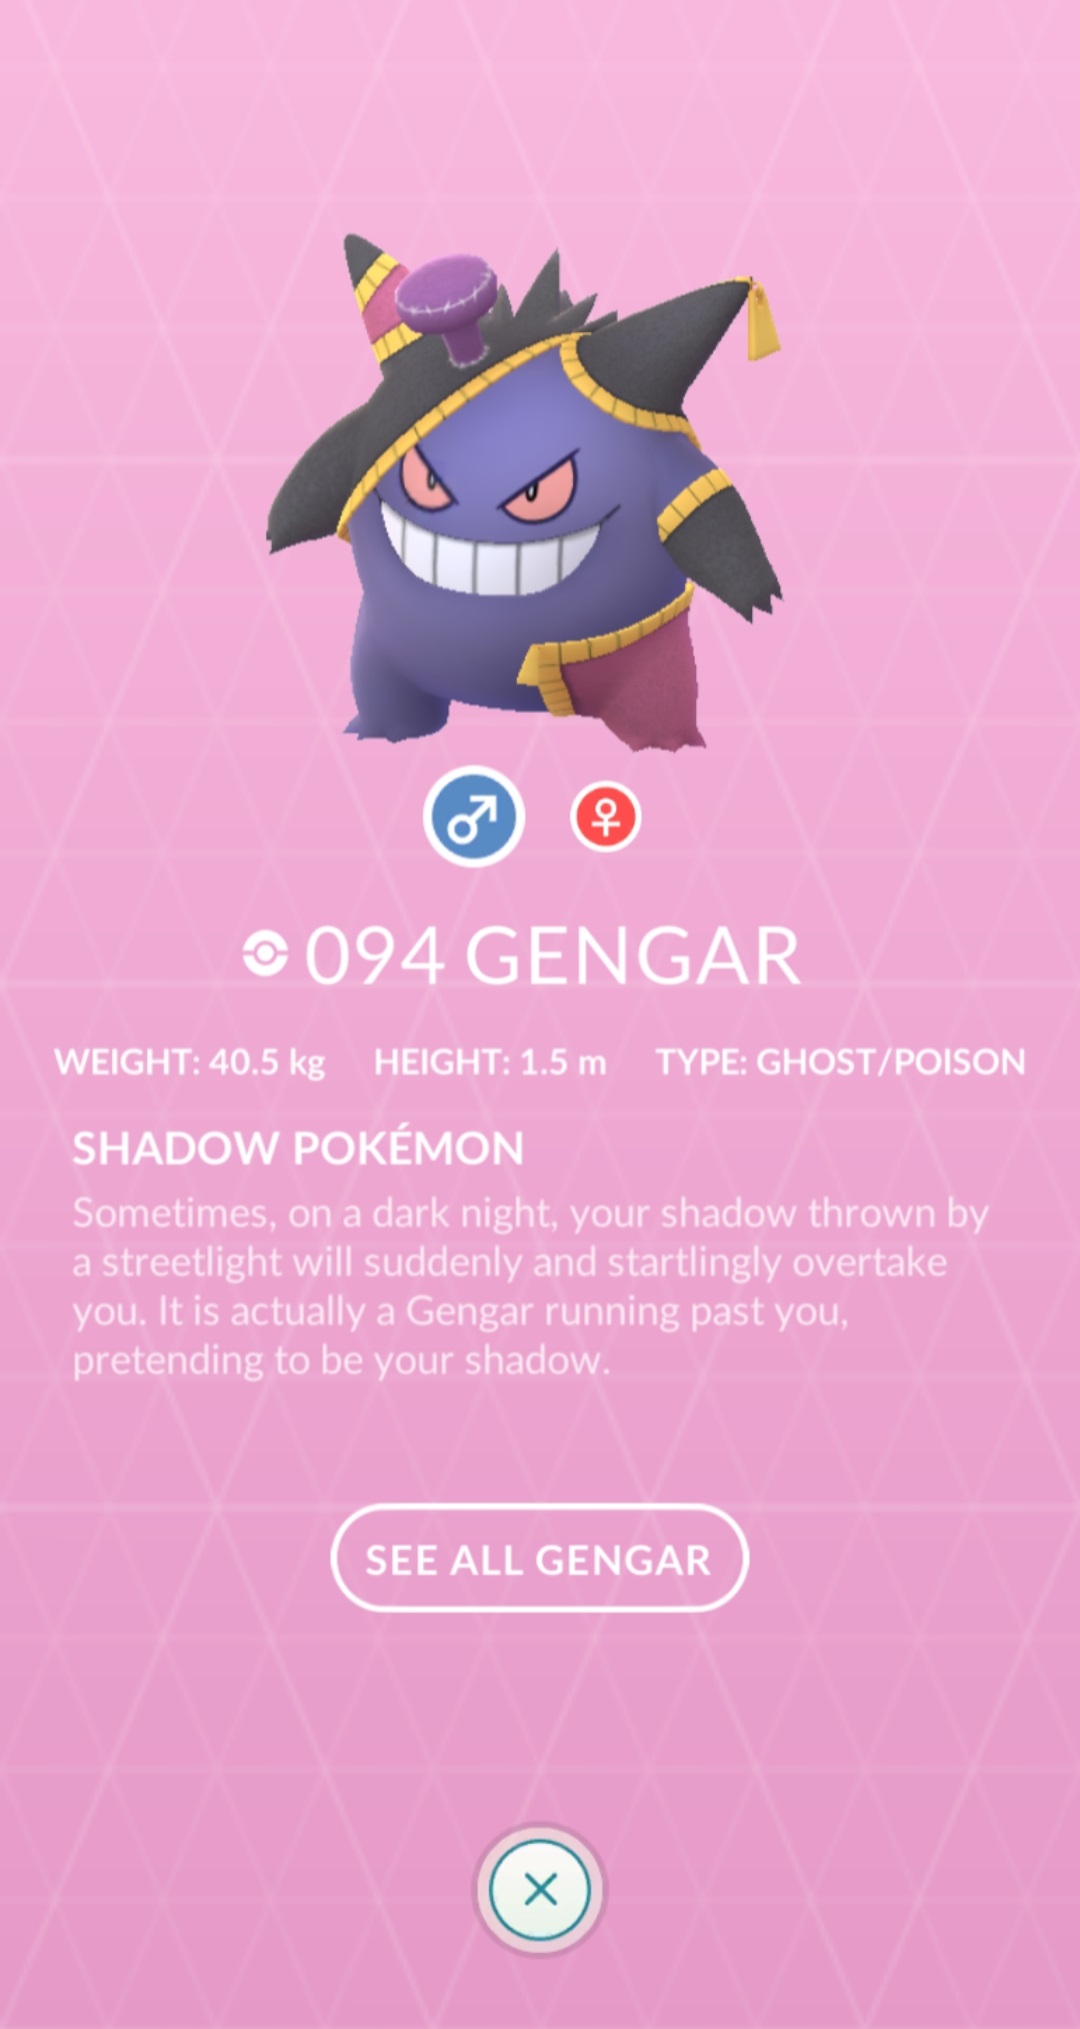 094 GENGAR
WEIGHT: 40.5 kg HEIGHT: 1.5 m TYPE: GHOST/POISON
SHADOW POKÉMON
Sometimes, on a dark night, your shadow thrown by
a streetlight will suddenly and startlingly overtake
you. It is actually a Gengar running past you,
pretending to be your shadow.
SEE ALL GENGAR